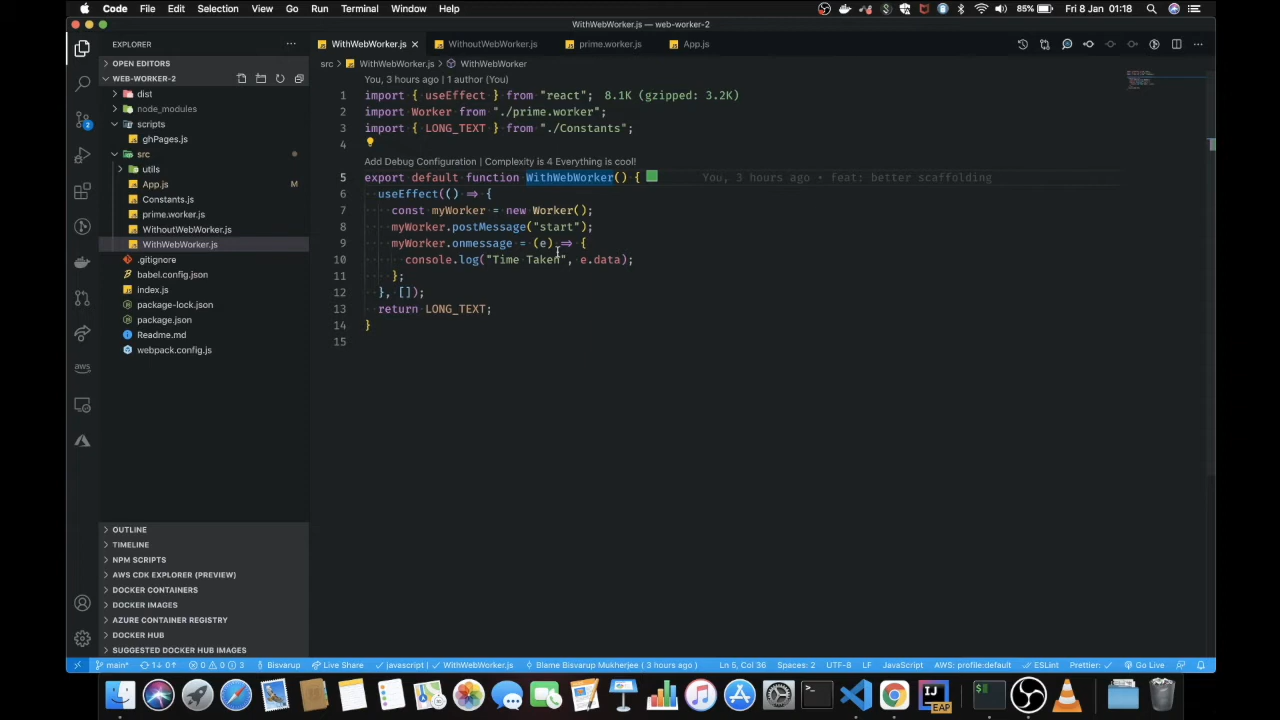 Code File Edit Selection View Go Run Terminal Window Help 85% Fri 8 Jan 01:18
WithWebWorker.js — web-worker-2
EXPLORER
WithWebWorker.js WithoutWebWorker.js prime.worker.js App.js
OPEN EDITORS
src WithWebWorker.js WithWebWorker
WEB-WORKER-2
dist
node_modules
scripts
ghPages.js
src
utils
App.js M
Constants.js
prime.worker.js
WithoutWebWorker.js
WithWebWorker.js
.gitignore
babel.config.json
index.js
package-lock.json
package.json
Readme.md
webpack.config.js
You, 3 hours ago | 1 author (You)
1 import { useEffect } from "react"; 8.1K (gzipped: 3.2K)
2 import Worker from "./prime.worker";
3 import { LONG_TEXT } from "./Constants";
4
Add Debug Configuration | Complexity is 4 Everything is cool!
5 export default function WithWebWorker() { You, 3 hours ago • feat: better scaffolding
6 useEffect(() => {
7 const myWorker = new Worker();
8 myWorker.postMessage("start");
9 myWorker.onmessage = (e) => {
10 console.log("Time Taken", e.data);
11 };
12 }, []);
13 return LONG_TEXT;
14 }
15
OUTLINE
TIMELINE
NPM SCRIPTS
AWS CDK EXPLORER (PREVIEW)
DOCKER CONTAINERS
DOCKER IMAGES
AZURE CONTAINER REGISTRY
DOCKER HUB
SUGGESTED DOCKER HUB IMAGES
2
aws
main* 1↓ 0↑ 0 0 3 Bisvarup Live Share javascript WithWebWorker.js Blame Bisvarup Mukherjee ( 3 hours ago ) Ln 5, Col 36 Spaces: 2 UTF-8 LF JavaScript AWS: profile:default ESLint Prettier: Go Live
IJ
EAP